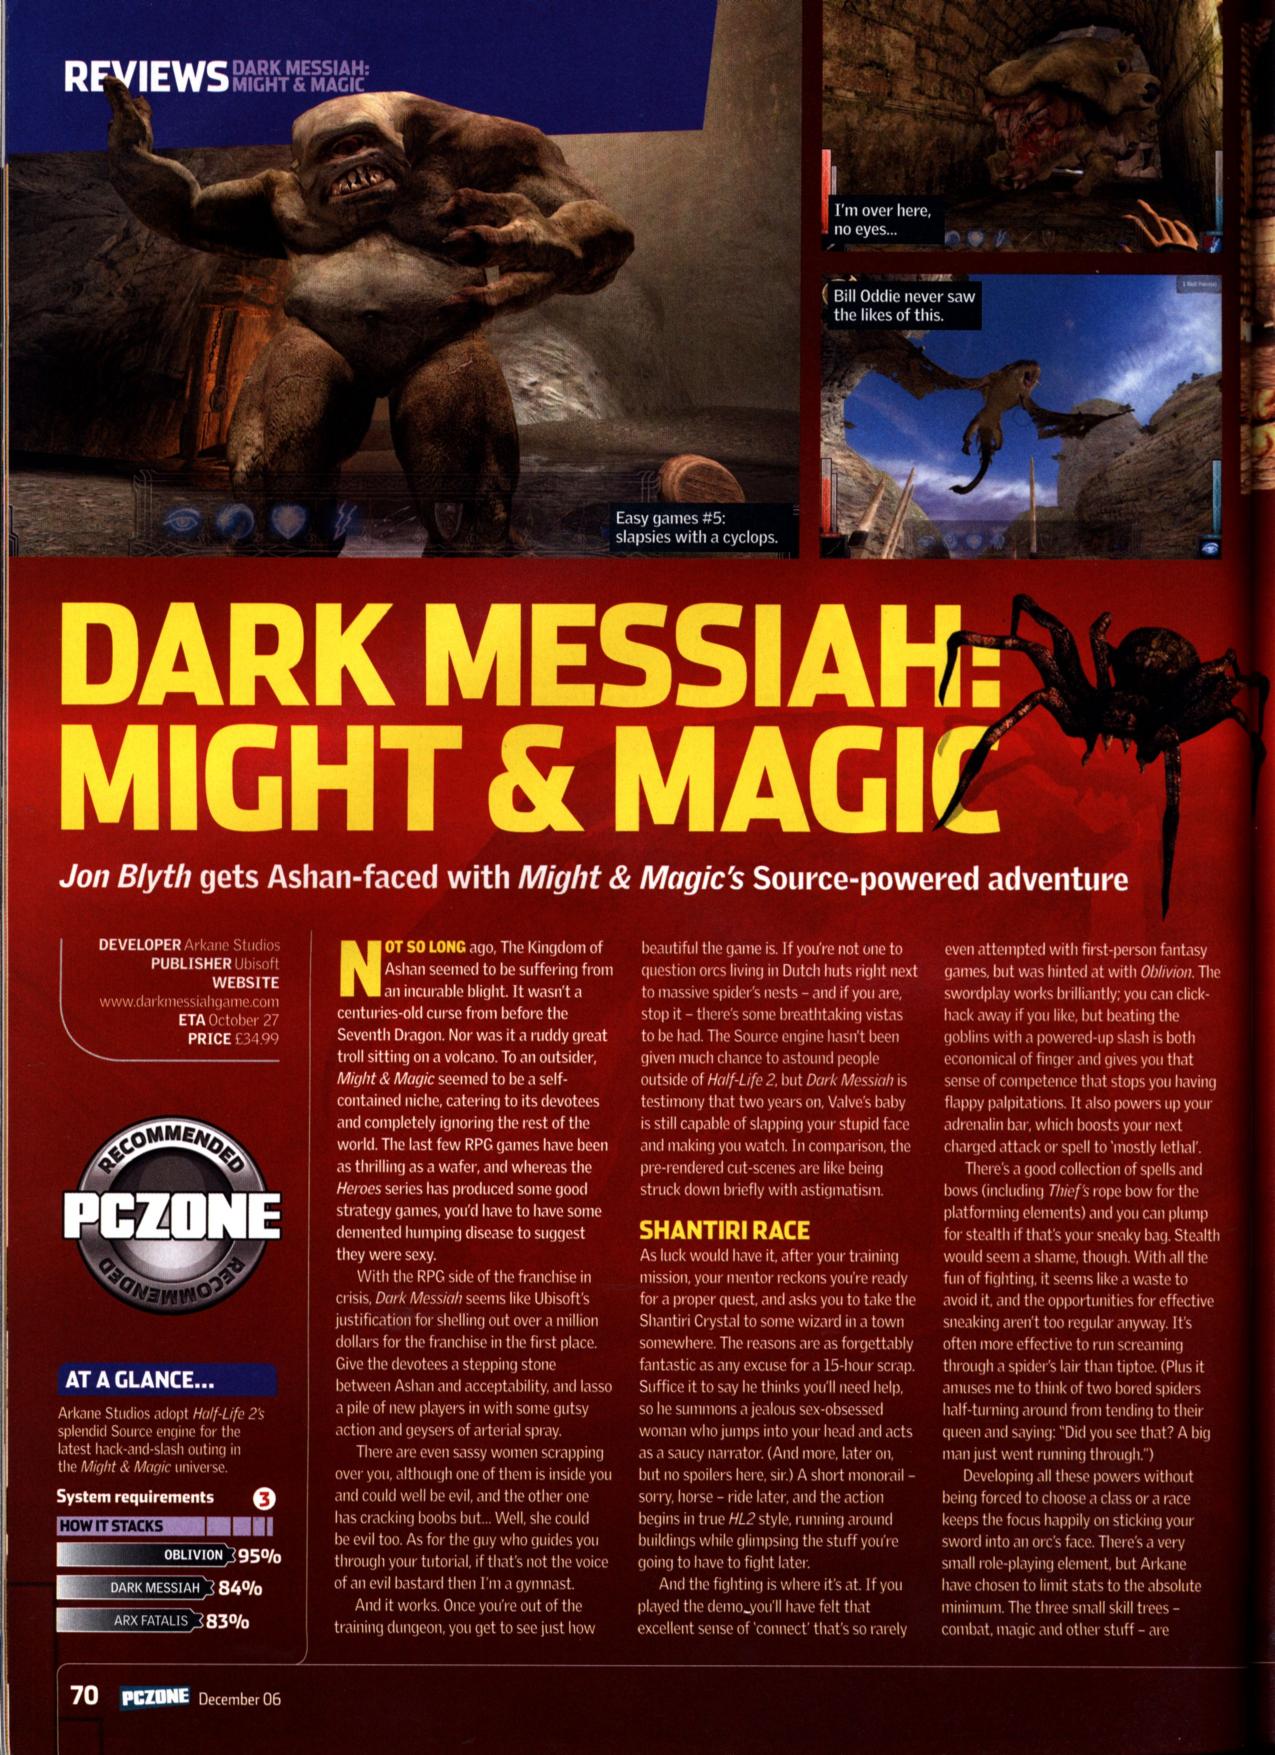 REVIEWS DARK MESSIAH:
MIGHT & MAGIC
I'm over here,
no eyes...
Bill Oddie never saw
the likes of this.
Easy games #5:
slapsies with a cyclops.
DARK MESSIAH:
MIGHT & MAGIC
Jon Blyth gets Ashan-faced with Might & Magic's Source-powered adventure
DEVELOPER Arkane Studios
PUBLISHER Ubisoft
WEBSITE
www.darkmessiahgame.com
ETA October 27
PRICE £34.99
RECOMMENDED
PCZONE
RECOMMENDED
AT A GLANCE...
Arkane Studios adopt Half-Life 2's
splendid Source engine for the
latest hack-and-slash outing in
the Might & Magic universe.
System requirements 3
HOW IT STACKS
OBLIVION 95%
DARK MESSIAH 84%
ARX FATALIS 83%
NOT SO LONG ago, The Kingdom of
Ashan seemed to be suffering from
an incurable blight. It wasn't a
centuries-old curse from before the
Seventh Dragon. Nor was it a ruddy great
troll sitting on a volcano. To an outsider,
Might & Magic seemed to be a self-
contained niche, catering to its devotees
and completely ignoring the rest of the
world. The last few RPG games have been
as thrilling as a wafer, and whereas the
Heroes series has produced some good
strategy games, you'd have to have some
demented humping disease to suggest
they were sexy.
With the RPG side of the franchise in
crisis, Dark Messiah seems like Ubisoft's
justification for shelling out over a million
dollars for the franchise in the first place.
Give the devotees a stepping stone
between Ashan and acceptability, and lasso
a pile of new players in with some gutsy
action and geysers of arterial spray.
There are even sassy women scrapping
over you, although one of them is inside you
and could well be evil, and the other one
has cracking boobs but... Well, she could
be evil too. As for the guy who guides you
through your tutorial, if that's not the voice
of an evil bastard then I'm a gymnast.
And it works. Once you're out of the
training dungeon, you get to see just how
beautiful the game is. If you're not one to
question orcs living in Dutch huts right next
to massive spider's nests – and if you are,
stop it – there's some breathtaking vistas
to be had. The Source engine hasn't been
given much chance to astound people
outside of Half-Life 2, but Dark Messiah is
testimony that two years on, Valve's baby
is still capable of slapping your stupid face
and making you watch. In comparison, the
pre-rendered cut-scenes are like being
struck down briefly with astigmatism.
SHANTIRI RACE
As luck would have it, after your training
mission, your mentor reckons you're ready
for a proper quest, and asks you to take the
Shantiri Crystal to some wizard in a town
somewhere. The reasons are as forgettably
fantastic as any excuse for a 15-hour scrap.
Suffice it to say he thinks you'll need help,
so he summons a jealous sex-obsessed
woman who jumps into your head and acts
as a saucy narrator. (And more, later on,
but no spoilers here, sir.) A short monorail –
sorry, horse – ride later, and the action
begins in true HL2 style, running around
buildings while glimpsing the stuff you're
going to have to fight later.
And the fighting is where it's at. If you
played the demo, you'll have felt that
excellent sense of 'connect' that's so rarely
even attempted with first-person fantasy
games, but was hinted at with Oblivion. The
swordplay works brilliantly; you can click-
hack away if you like, but beating the
goblins with a powered-up slash is both
economical of finger and gives you that
sense of competence that stops you having
flappy palpitations. It also powers up your
adrenalin bar, which boosts your next
charged attack or spell to 'mostly lethal'.
There's a good collection of spells and
bows (including Thief's rope bow for the
platforming elements) and you can plump
for stealth if that's your sneaky bag. Stealth
would seem a shame, though. With all the
fun of fighting, it seems like a waste to
avoid it, and the opportunities for effective
sneaking aren't too regular anyway. It's
often more effective to run screaming
through a spider's lair than tiptoe. (Plus it
amuses me to think of two bored spiders
half-turning around from tending to their
queen and saying: "Did you see that? A big
man just went running through.")
Developing all these powers without
being forced to choose a class or a race
keeps the focus happily on sticking your
sword into an orc's face. There's a very
small role-playing element, but Arkane
have chosen to limit stats to the absolute
minimum. The three small skill trees –
combat, magic and other stuff – are
70 PCZONE December 06